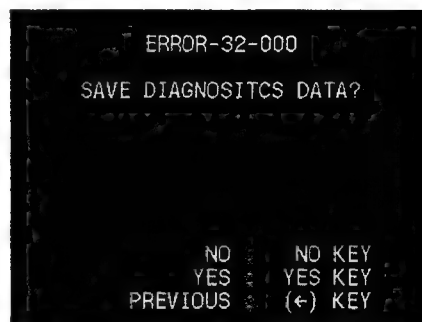 ERROR-32-000
SAVE DIAGNOSITCS DATA?
NO : NO KEY
YES : YES KEY
PREVIOUS : (←) KEY